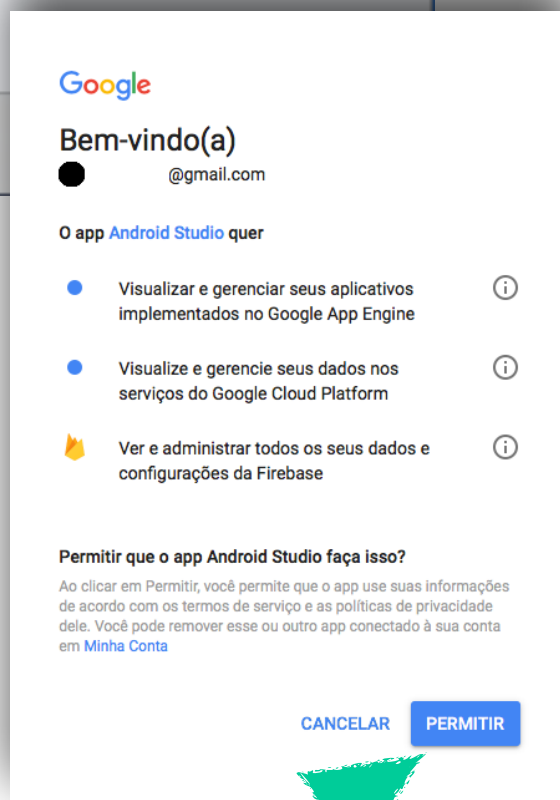 Google
Bem-vindo(a)
@gmail.com
O app Android Studio quer
Visualizar e gerenciar seus aplicativos
implementados no Google App Engine
Visualize e gerencie seus dados nos
serviços do Google Cloud Platform
Ver e administrar todos os seus dados e
configurações da Firebase
Permitir que o app Android Studio faça isso?
Ao clicar em Permitir, você permite que o app use suas informações
de acordo com os termos de serviço e as políticas de privacidade
dele. Você pode remover esse ou outro app conectado à sua conta
em Minha Conta
CANCELAR PERMITIR